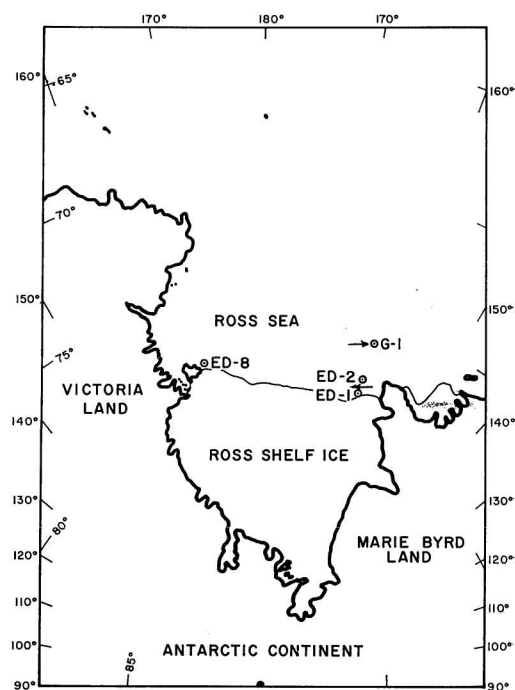 170° 180° 170°
160° 65° 160°
70°
150° 150°
ROSS SEA
G-1
ED-8
75°
ED-2
VICTORIA
LAND
ED-1
140° 140°
ROSS SHELF ICE
130° 130°
80°
MARIE BYRD
LAND
120° 120°
110° 110°
100° ANTARCTIC CONTINENT 100°
90° 85° 90°